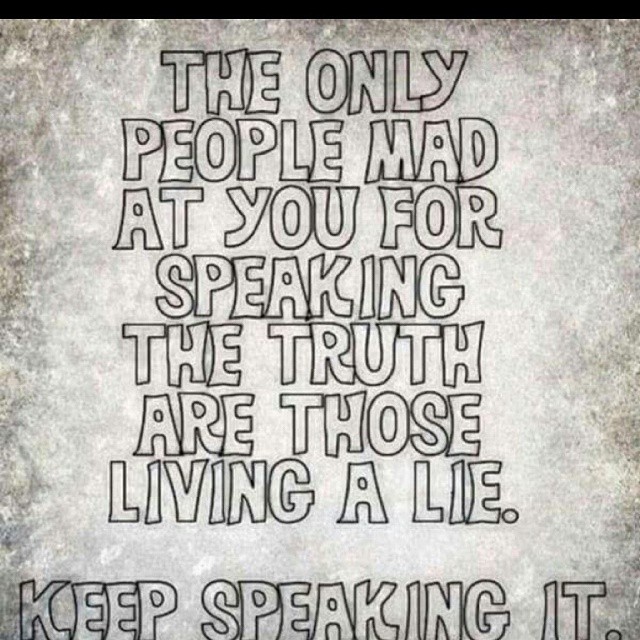 THE ONLY
PEOPLE MAD
AT YOU FOR
SPEAKING
THE TRUTH
ARE THOSE
LIVING A LIE.
KEEP SPEAKING IT.